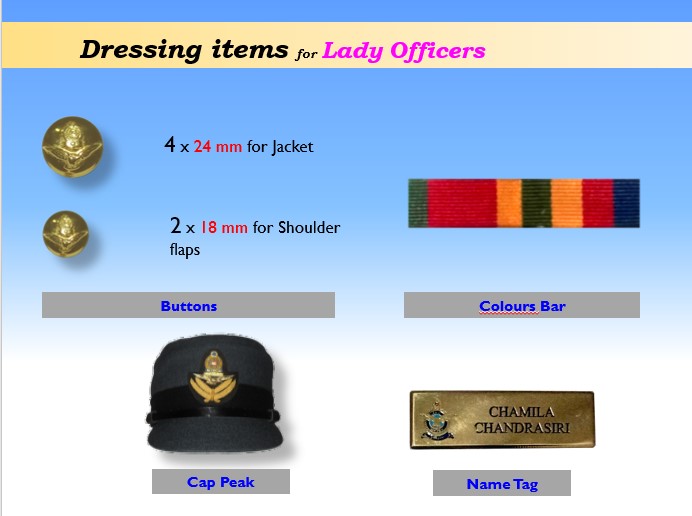 Dressing items for Lady Officers
4 x 24 mm for Jacket
2 x 18 mm for Shoulder
flaps
Buttons
Colours Bar
Cap Peak
CHAMILA
CHANDRASIRI
Name Tag